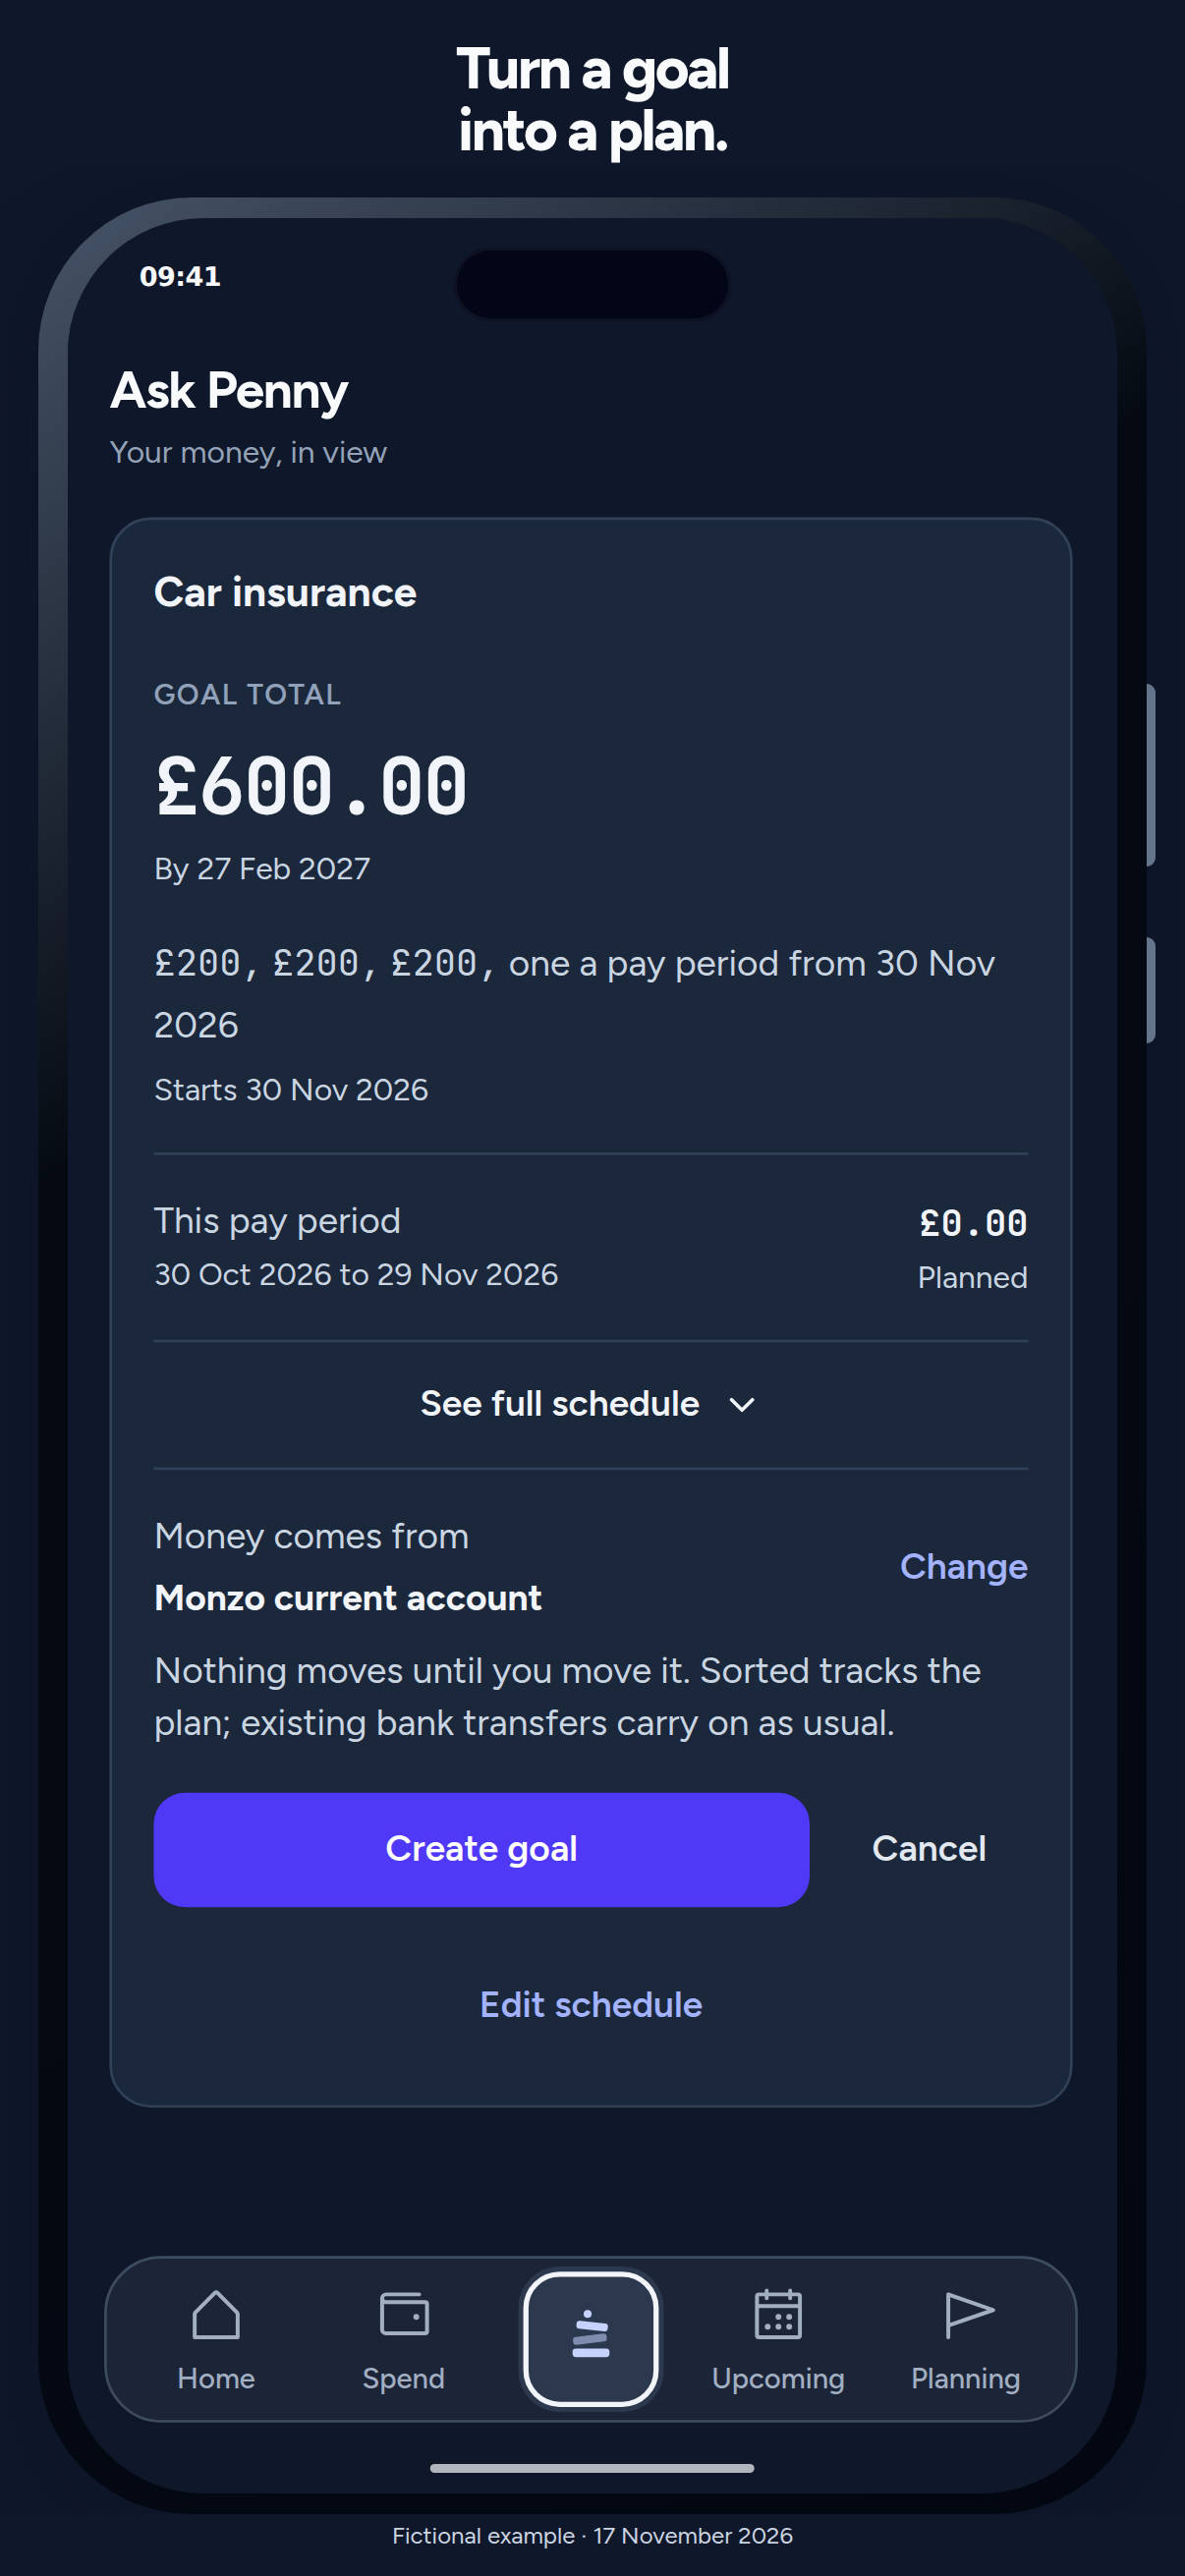 Turn a goal
into a plan.
09:41
Ask Penny
Your money, in view
Car insurance
GOAL TOTAL
£600.00
By 27 Feb 2027
£200, £200, £200, one a pay period from 30 Nov
2026
Starts 30 Nov 2026
This pay period
£0.00
30 Oct 2026 to 29 Nov 2026
Planned
See full schedule
Money comes from
Monzo current account
Change
Nothing moves until you move it. Sorted tracks the
plan; existing bank transfers carry on as usual.
Create goal
Cancel
Edit schedule
Home
Spend
Upcoming
Planning
Fictional example · 17 November 2026